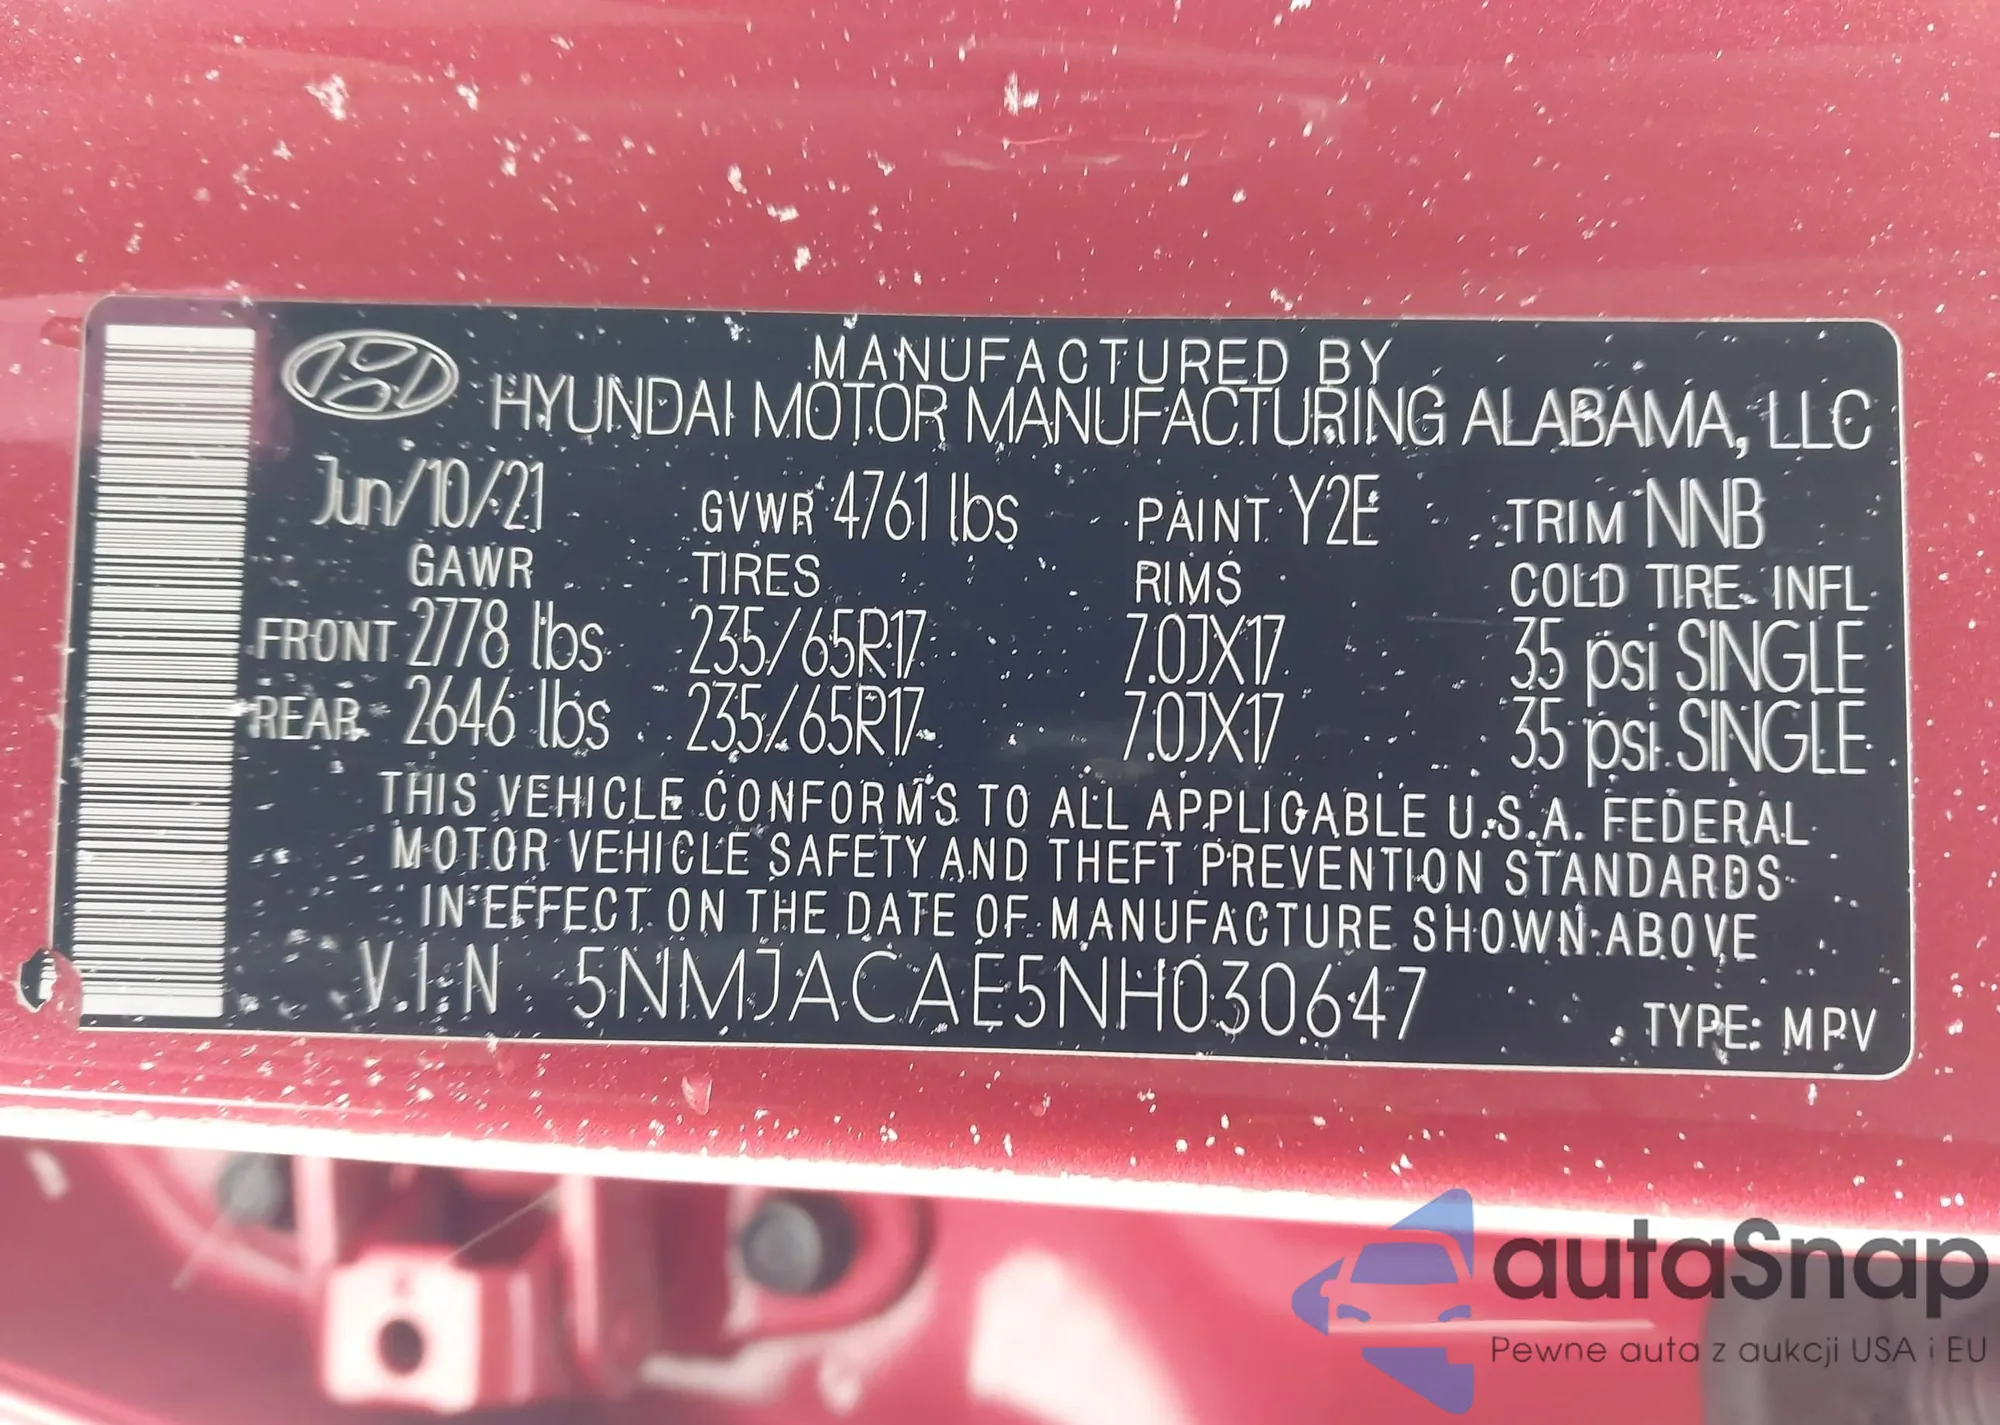 MANUFACTURED BY
HYUNDAI MOTOR MANUFACTURING ALABAMA, LLC
Jun/10/21 GVWR 4761 lbs PAINT Y2E TRIM NNB
GAWR TIRES RIMS COLD TIRE INFL
FRONT 2778 lbs 235/65R17 7.0JX17 35 psi SINGLE
REAR 2646 lbs 235/65R17 7.0JX17 35 psi SINGLE
THIS VEHICLE CONFORMS TO ALL APPLICABLE U.S.A. FEDERAL
MOTOR VEHICLE SAFETY AND THEFT PREVENTION STANDARDS
IN EFFECT ON THE DATE OF MANUFACTURE SHOWN ABOVE
V.I.N 5NMJACAE5NH030647 TYPE: MPV
autaSnap
Pewne auta z aukcji USA i EU